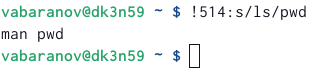 vabaranov@dk3n59 ~ $ !514:s/ls/pwd
man pwd
vabaranov@dk3n59 ~ $